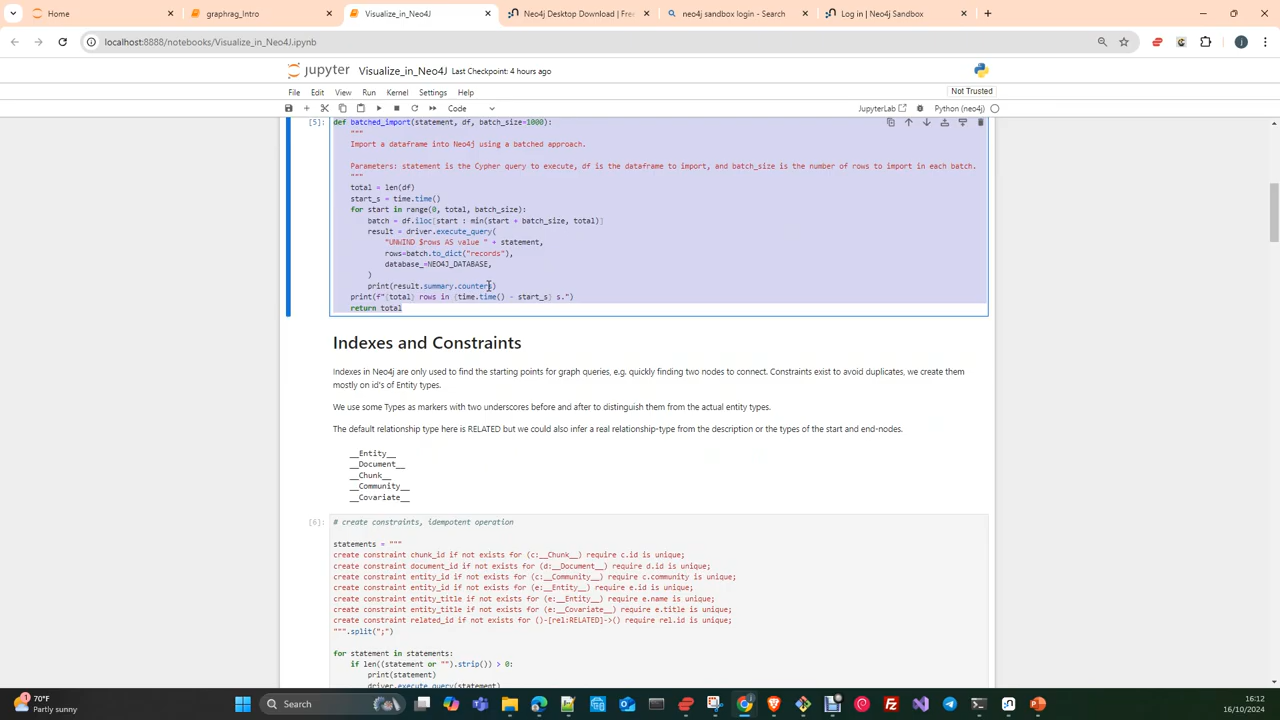 Home
graphrag_Intro
Visualize_in_Neo4J
Neo4j Desktop Download | Free
neo4j sandbox login - Search
Log in | Neo4j Sandbox
localhost:8888/notebooks/Visualize_in_Neo4J.ipynb
jupyter Visualize_in_Neo4J Last Checkpoint: 4 hours ago
File Edit View Run Kernel Settings Help
Not Trusted
Code
JupyterLab
Python (neo4j)
[5]: def batched_import(statement, df, batch_size=1000):
"""
Import a dataframe into Neo4j using a batched approach.
Parameters: statement is the Cypher query to execute, df is the dataframe to import, and batch_size is the number of rows to import in each batch.
"""
total = len(df)
start_s = time.time()
for start in range(0, total, batch_size):
batch = df.iloc[start : min(start + batch_size, total)]
result = driver.execute_query(
"UNWIND $rows AS value " + statement,
rows=batch.to_dict("records"),
database_=NEO4J_DATABASE,
)
print(result.summary.counters)
print(f"{total} rows in {time.time() - start_s} s.")
return total
Indexes and Constraints
Indexes in Neo4j are only used to find the starting points for graph queries, e.g. quickly finding two nodes to connect. Constraints exist to avoid duplicates, we create them
mostly on id's of Entity types.
We use some Types as markers with two underscores before and after to distinguish them from the actual entity types.
The default relationship type here is RELATED but we could also infer a real relationship-type from the description or the types of the start and end-nodes.
__Entity__
__Document__
__Chunk__
__Community__
__Covariate__
[6]: # create constraints, idempotent operation
statements = """
create constraint chunk_id if not exists for (c:__Chunk__) require c.id is unique;
create constraint document_id if not exists for (d:__Document__) require d.id is unique;
create constraint entity_id if not exists for (c:__Community__) require c.community is unique;
create constraint entity_id if not exists for (e:__Entity__) require e.id is unique;
create constraint entity_title if not exists for (e:__Entity__) require e.name is unique;
create constraint entity_title if not exists for (e:__Covariate__) require e.title is unique;
create constraint related_id if not exists for ()-[rel:RELATED]->() require rel.id is unique;
""".split(";")
for statement in statements:
if len((statement or "").strip()) > 0:
print(statement)
driver.execute_query(statement)
1
70°F
Partly sunny
Search
16:12
16/10/2024